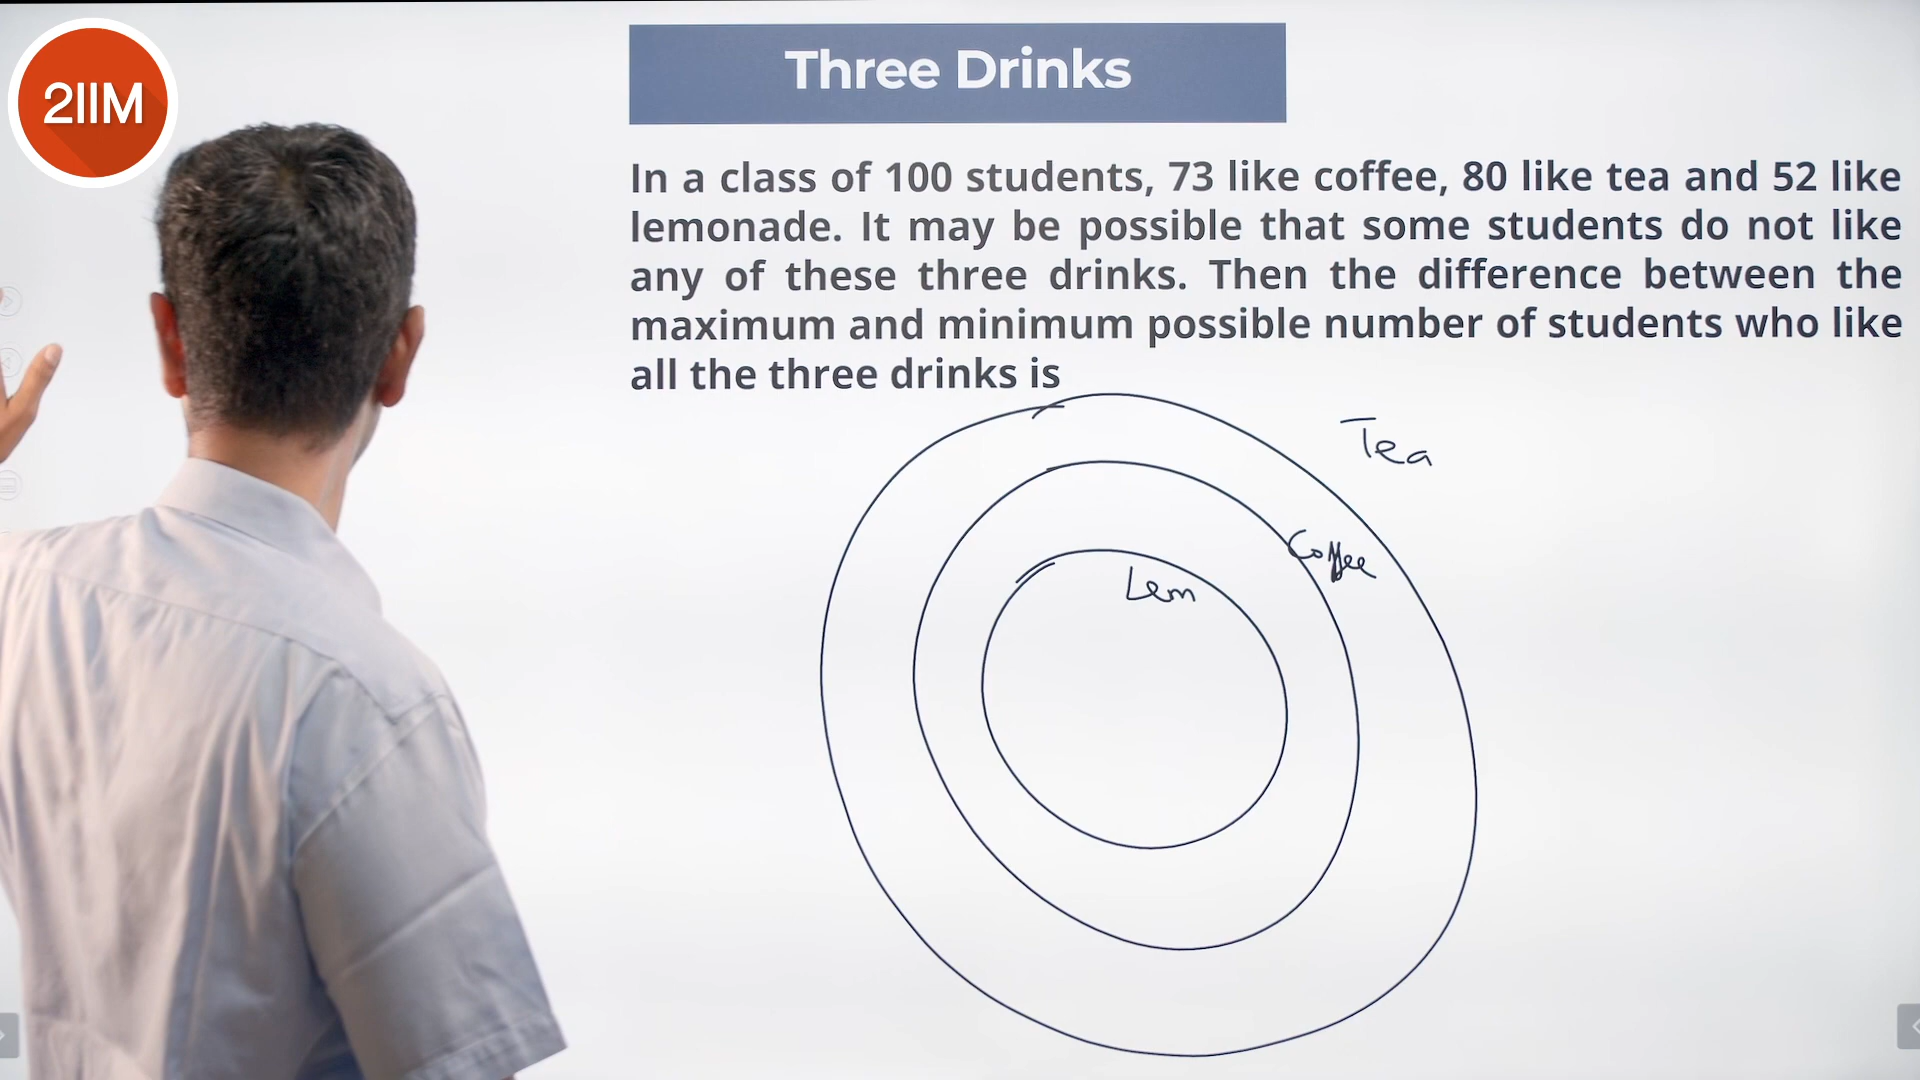 2IIM
Three Drinks
In a class of 100 students, 73 like coffee, 80 like tea and 52 like
lemonade. It may be possible that some students do not like
any of these three drinks. Then the difference between the
maximum and minimum possible number of students who like
all the three drinks is
Tea
Coffee
Lem